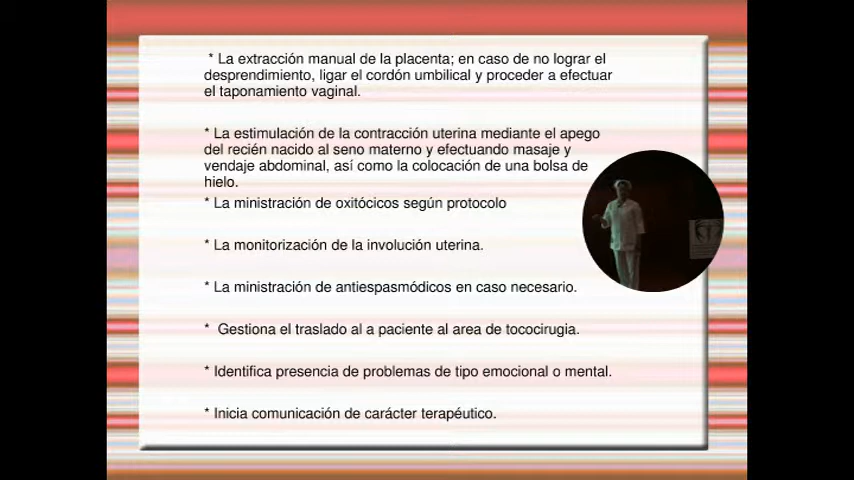 * La extracción manual de la placenta; en caso de no lograr el
desprendimiento, ligar el cordón umbilical y proceder a efectuar
el taponamiento vaginal.
* La estimulación de la contracción uterina mediante el apego
del recién nacido al seno materno y efectuando masaje y
vendaje abdominal, así como la colocación de una bolsa de
hielo.
* La ministración de oxitócicos según protocolo
* La monitorización de la involución uterina.
* La ministración de antiespasmódicos en caso necesario.
* Gestiona el traslado al a paciente al area de tococirugia.
* Identifica presencia de problemas de tipo emocional o mental.
* Inicia comunicación de carácter terapéutico.